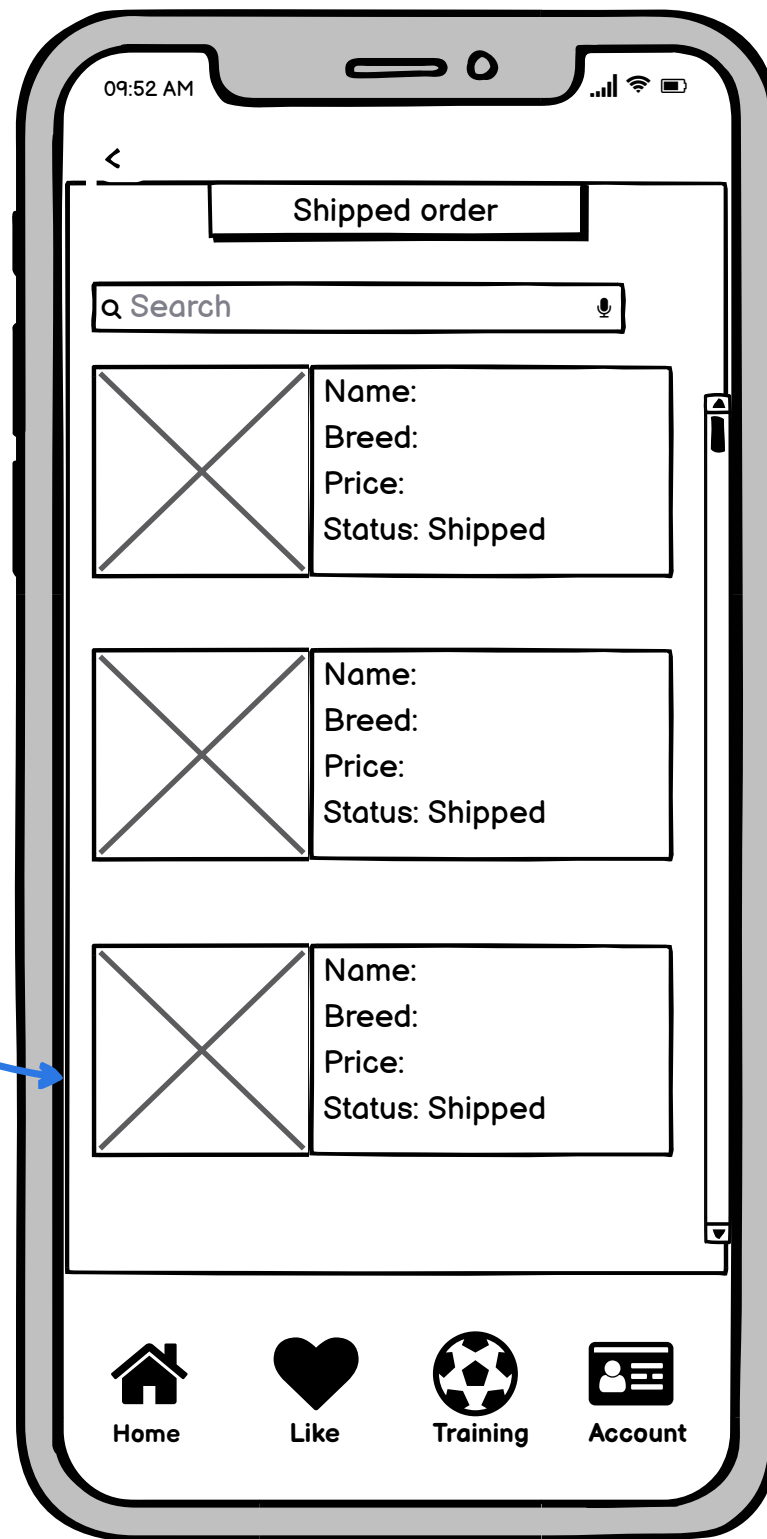 09:52 AM
<
Shipped order
Search
Name:
Breed:
Price:
Status: Shipped
Name:
Breed:
Price:
Status: Shipped
Name:
Breed:
Price:
Status: Shipped
Home Like Training Account